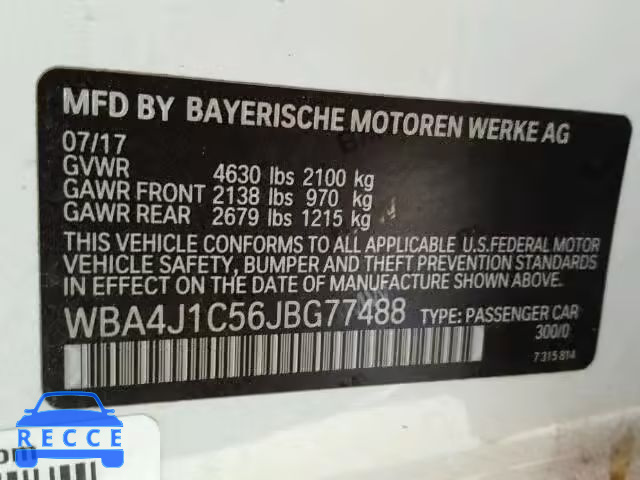 MFD BY BAYERISCHE MOTOREN WERKE AG
07/17
GVWR 4630 lbs 2100 kg
GAWR FRONT 2138 lbs 970 kg
GAWR REAR 2679 lbs 1215 kg
THIS VEHICLE CONFORMS TO ALL APPLICABLE U.S.FEDERAL MOTOR
VEHICLE SAFETY, BUMPER AND THEFT PREVENTION STANDARDS
IN EFFECT ON THE DATE OF MANUFACTURE SHOWN ABOVE.
WBA4J1C56JBG77488 TYPE: PASSENGER CAR
300/0
7 315 814
RECCE